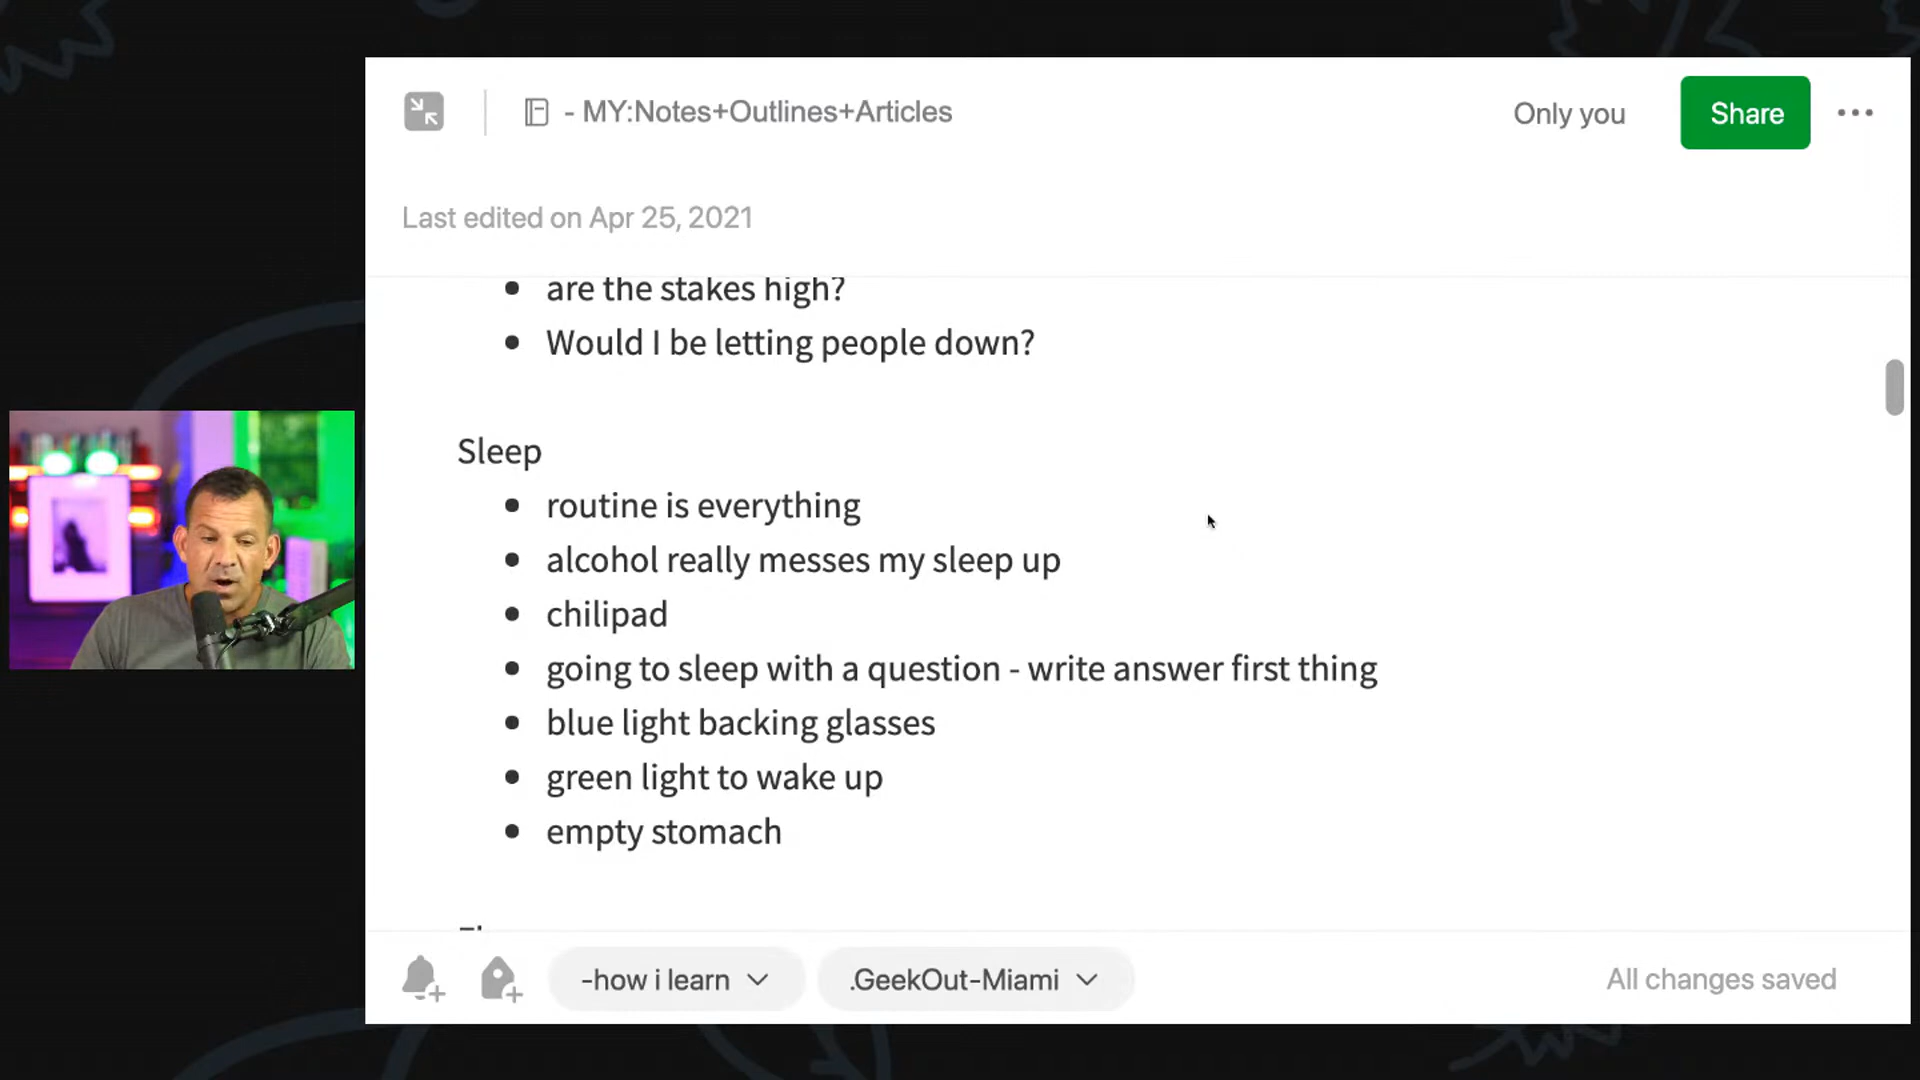 - MY:Notes+Outlines+Articles
Only you
Share
Last edited on Apr 25, 2021
are the stakes high?
Would I be letting people down?
Sleep
routine is everything
alcohol really messes my sleep up
chilipad
going to sleep with a question - write answer first thing
blue light backing glasses
green light to wake up
empty stomach
-how i learn
.GeekOut-Miami
All changes saved